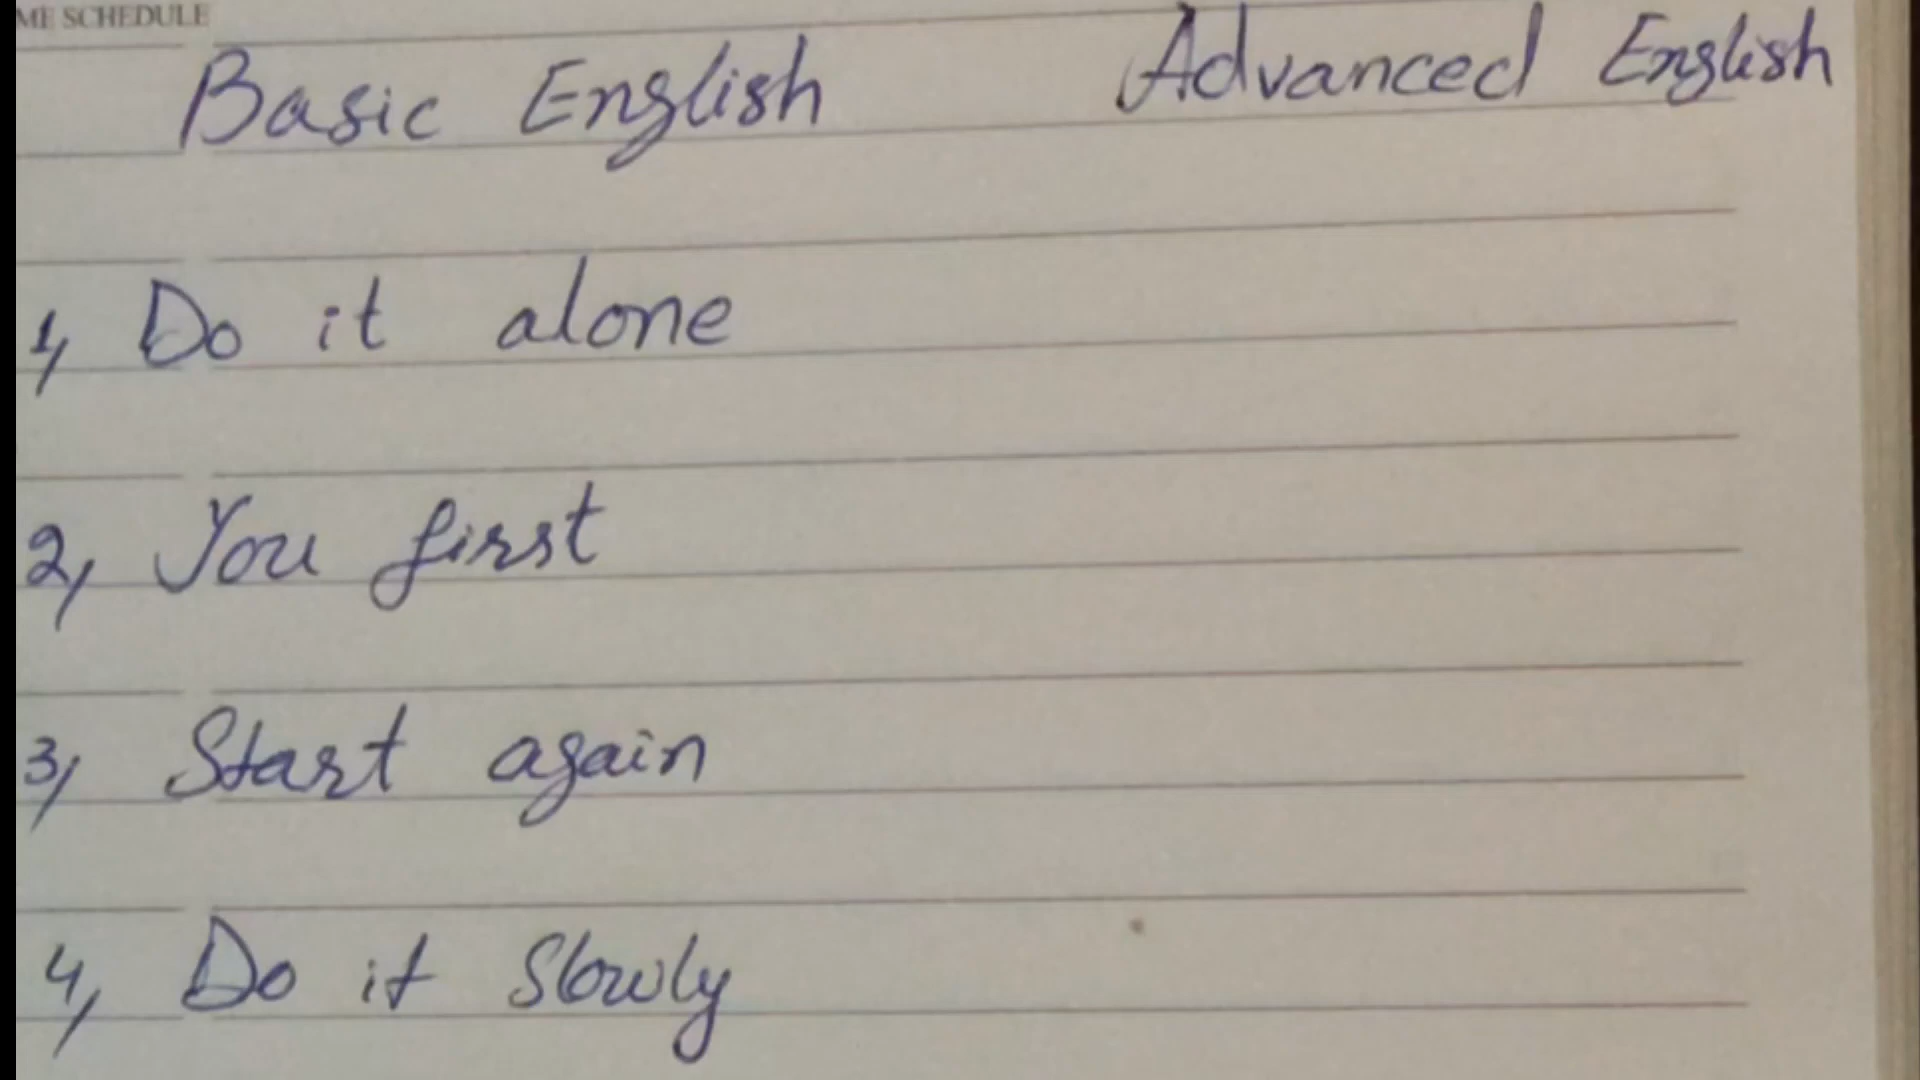 ME SCHEDULE
Basic English Advanced English
1, Do it alone
2, You first
3, Start again
4, Do it Slowly